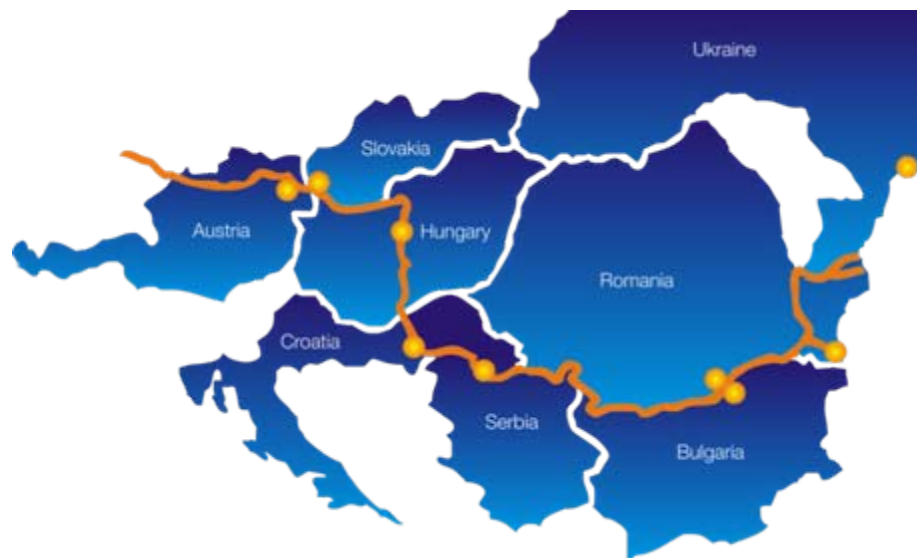 Ukraine
Slovakia
Austria
Hungary
Romania
Croatia
Serbia
Bulgaria